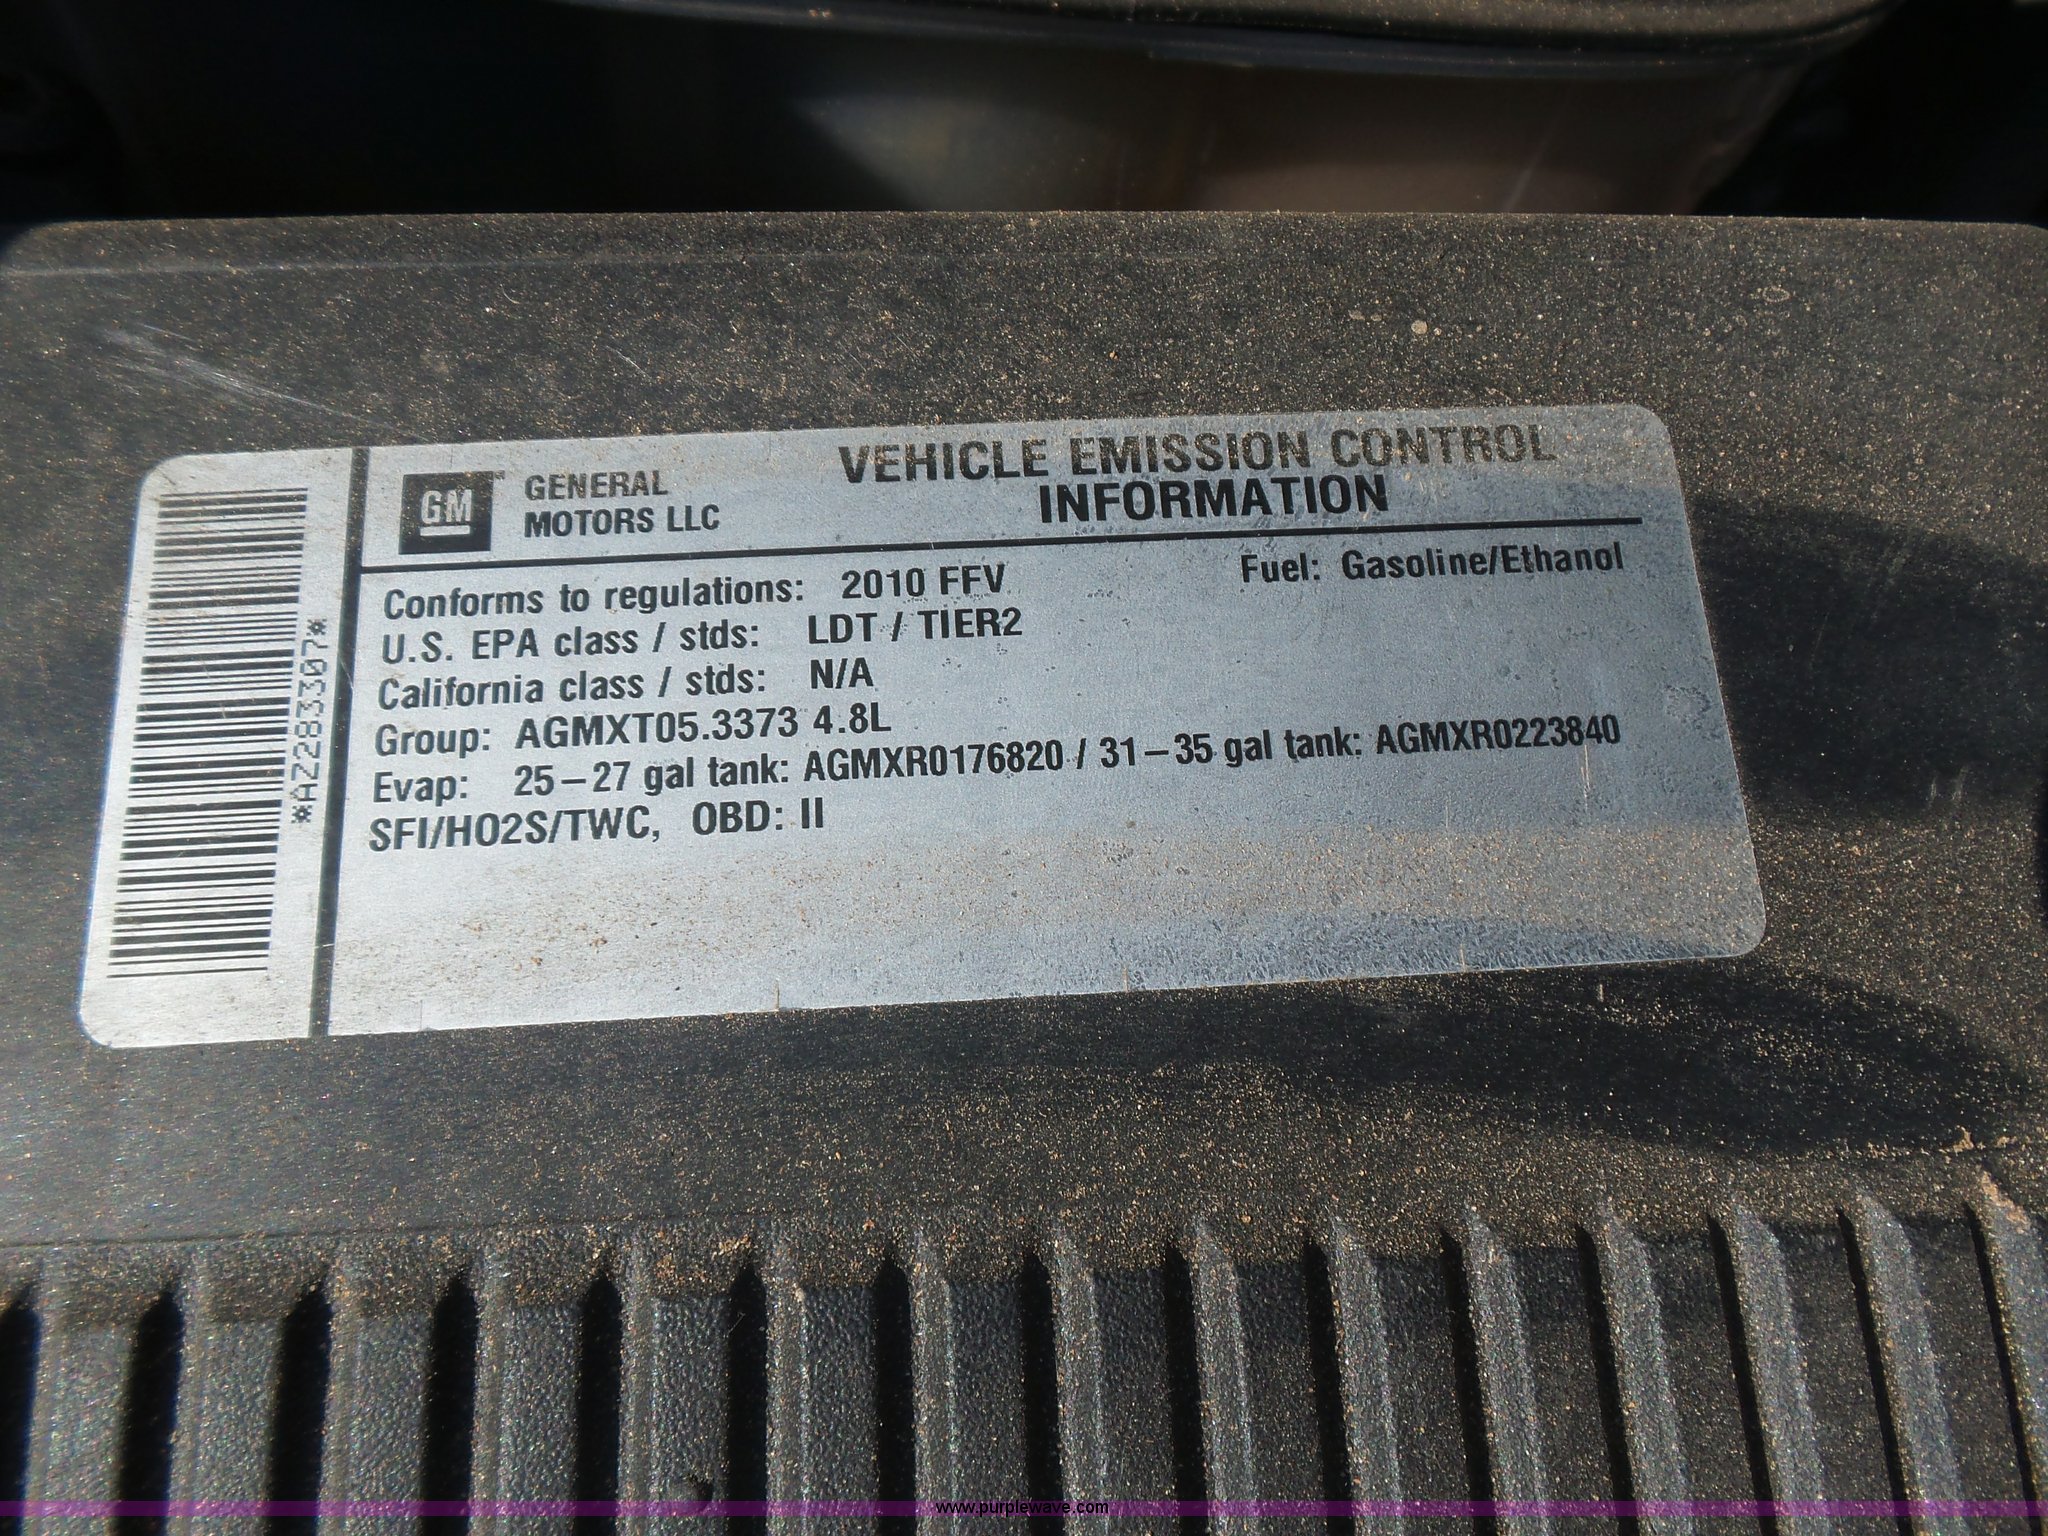 GM
GENERAL
MOTORS LLC
VEHICLE EMISSION CONTROL
INFORMATION
Conforms to regulations: 2010 FFV
Fuel: Gasoline/Ethanol
U.S. EPA class / stds: LDT / TIER2
California class / stds: N/A
Group: AGMXT05.3373 4.8L
Evap: 25–27 gal tank: AGMXR0176820 / 31–35 gal tank: AGMXR0223840
SFI/HO2S/TWC, OBD: II
*AZ283307*
www.purplewave.com